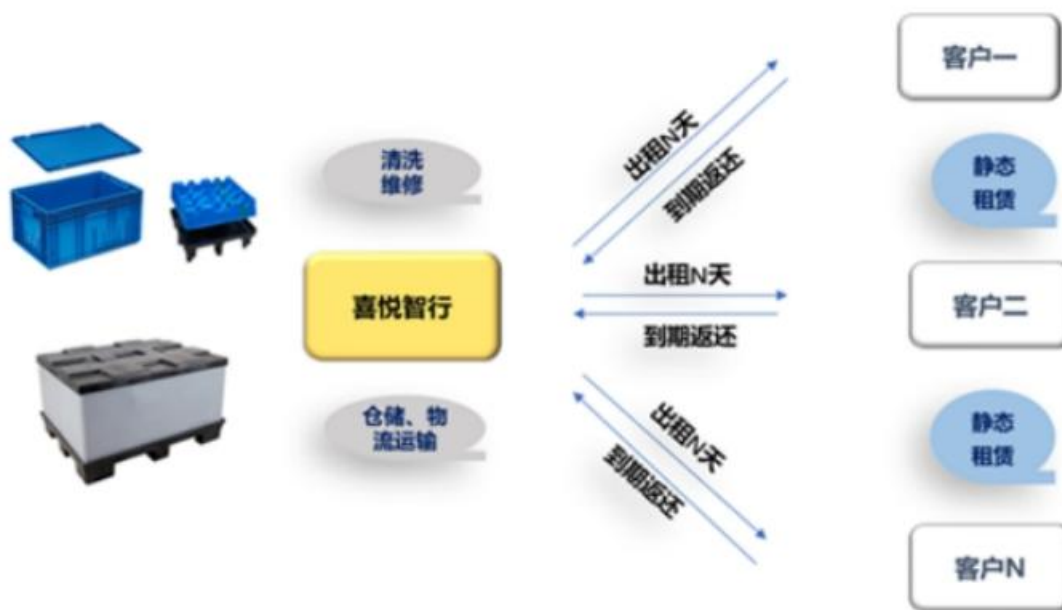 客户一
清洗
维修
出租N天
到期返还
静态
租赁
喜悦智行
出租N天
到期返还
客户二
仓储、物
流运输
出租N天
到期返还
静态
租赁
客户N